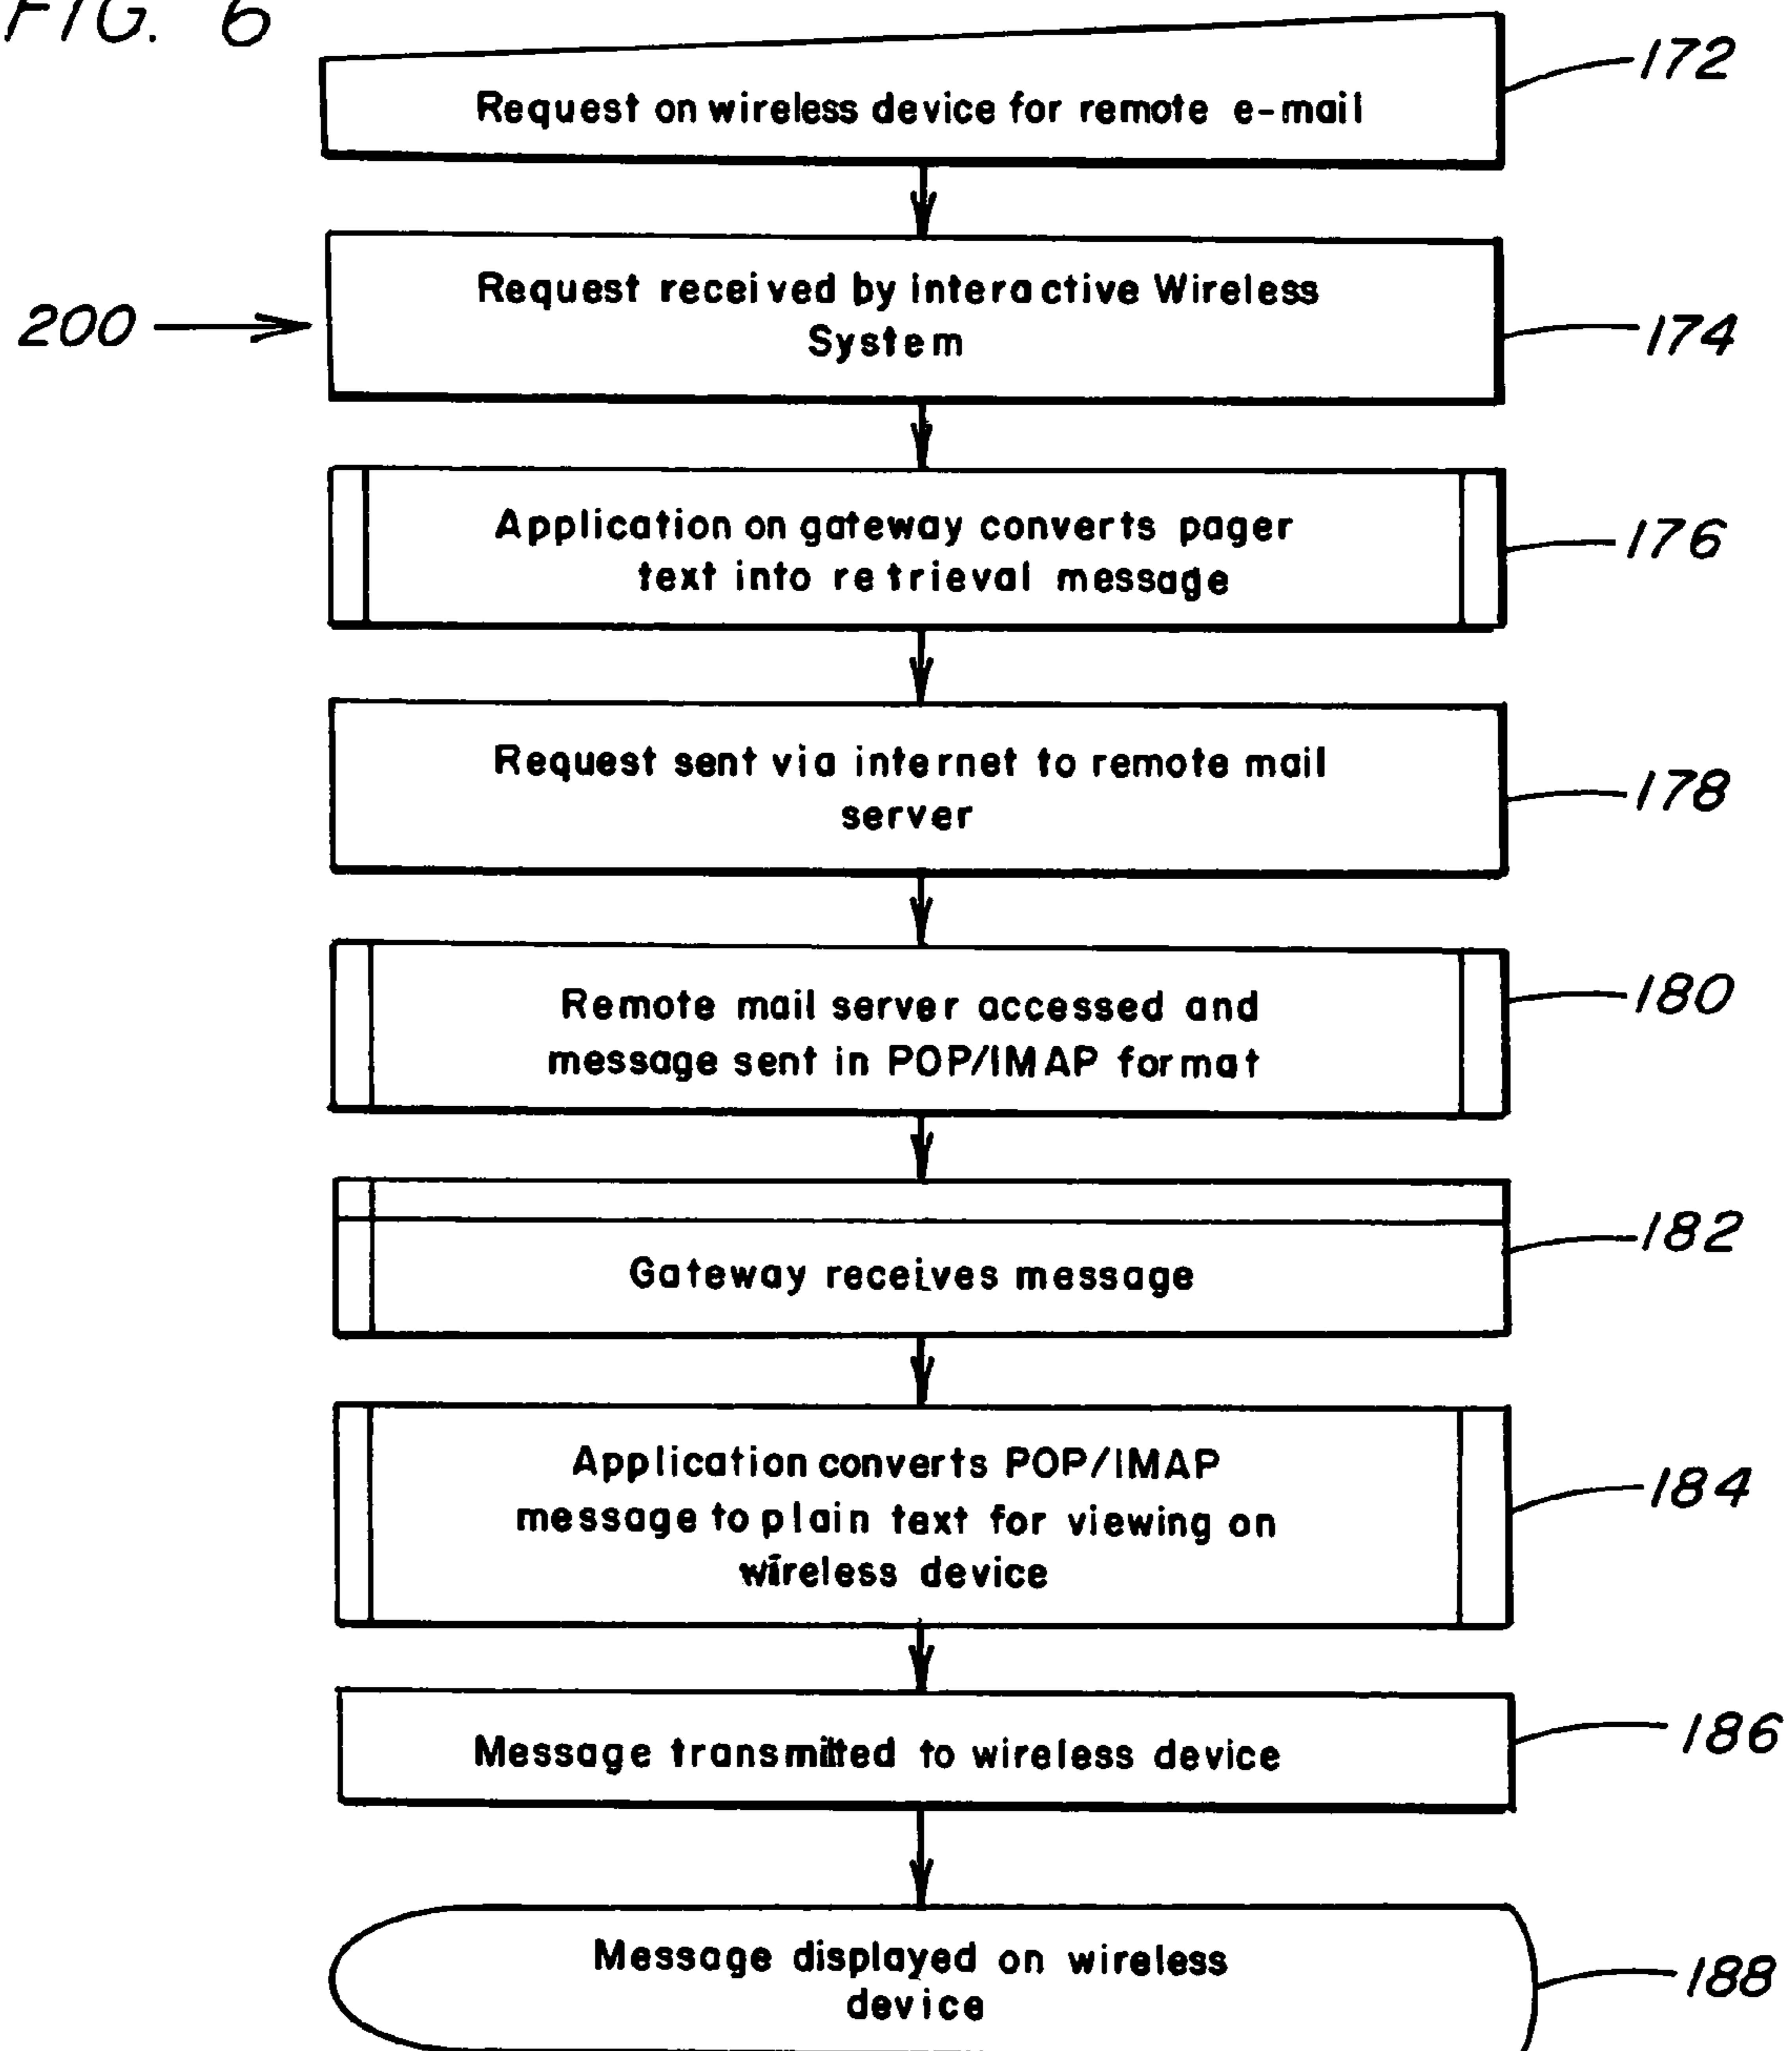 FIG. 6
172
Request on wireless device for remote e-mail
200
Request received by Interactive Wireless
System
174
Application on gateway converts pager
text into retrieval message
176
Request sent via internet to remote mail
server
178
Remote mail server accessed and
message sent in POP/IMAP format
180
182
Gateway receives message
Application converts POP/IMAP
message to plain text for viewing on
wireless device
184
Message transmitted to wireless device
186
Message displayed on wireless
device
188